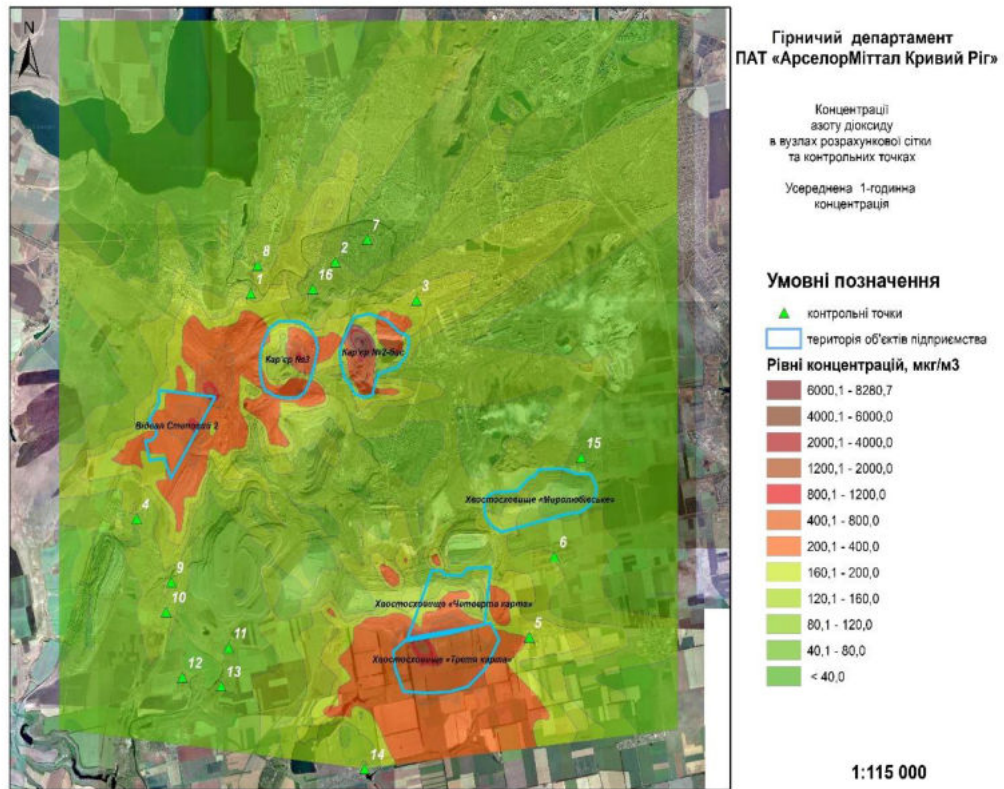 N
Гірничий департамент
ПАТ «АрселорМіттал Кривий Ріг»
Концентрації
азоту діоксиду
в вузлах розрахункової сітки
та контрольних точках
Усереднена 1-годинна
концентрація
7
2
8
16
1
3
Кар'єр №3
Кар'єр №2-біс
Відвал Степовий 2
15
Хвостосховище «Миролюбівське»
4
6
9
Хвостосховище «Четверта карта»
10
5
11
Хвостосховище «Третя карта»
12
13
14
Умовні позначення
контрольні точки
територія об'єктів підприємства
Рівні концентрацій, мкг/м3
6000,1 - 8280,7
4000,1 - 6000,0
2000,1 - 4000,0
1200,1 - 2000,0
800,1 - 1200,0
400,1 - 800,0
200,1 - 400,0
160,1 - 200,0
120,1 - 160,0
80,1 - 120,0
40,1 - 80,0
< 40,0
1:115 000